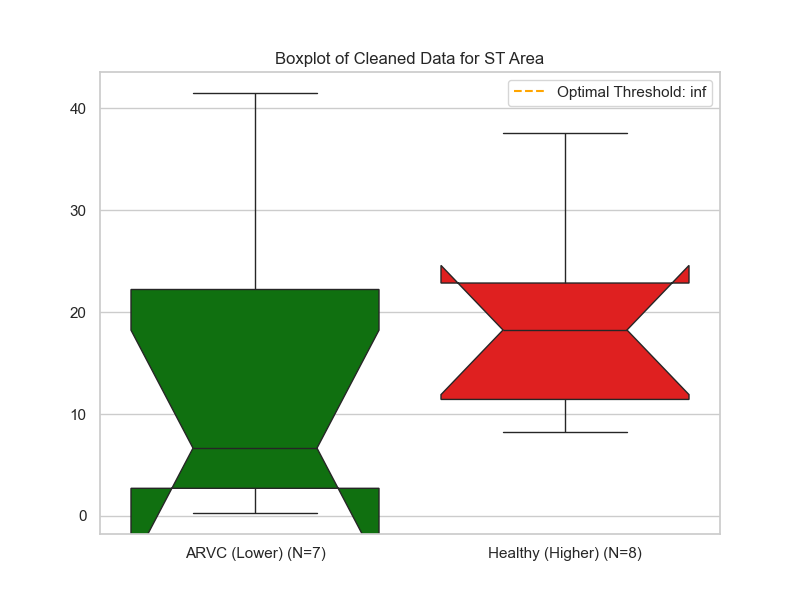 Boxplot of Cleaned Data for ST Area
Optimal Threshold: inf
40
30
20
10
0
ARVC (Lower) (N=7)
Healthy (Higher) (N=8)